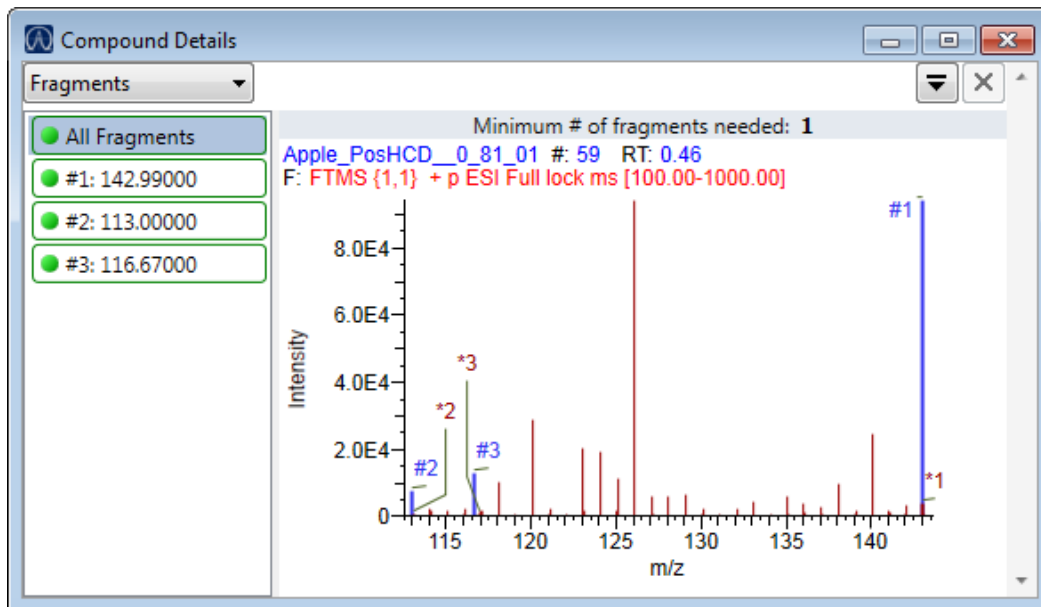 Compound Details
Fragments
All Fragments
#1: 142.99000
#2: 113.00000
#3: 116.67000
Minimum # of fragments needed: 1
Apple_PosHCD__0_81_01 #: 59 RT: 0.46
F: FTMS {1,1} + p ESI Full lock ms [100.00-1000.00]
#1
8.0E4
6.0E4
*3
4.0E4
*2
2.0E4
#2
#3
*1
0
Intensity
115 120 125 130 135 140
m/z